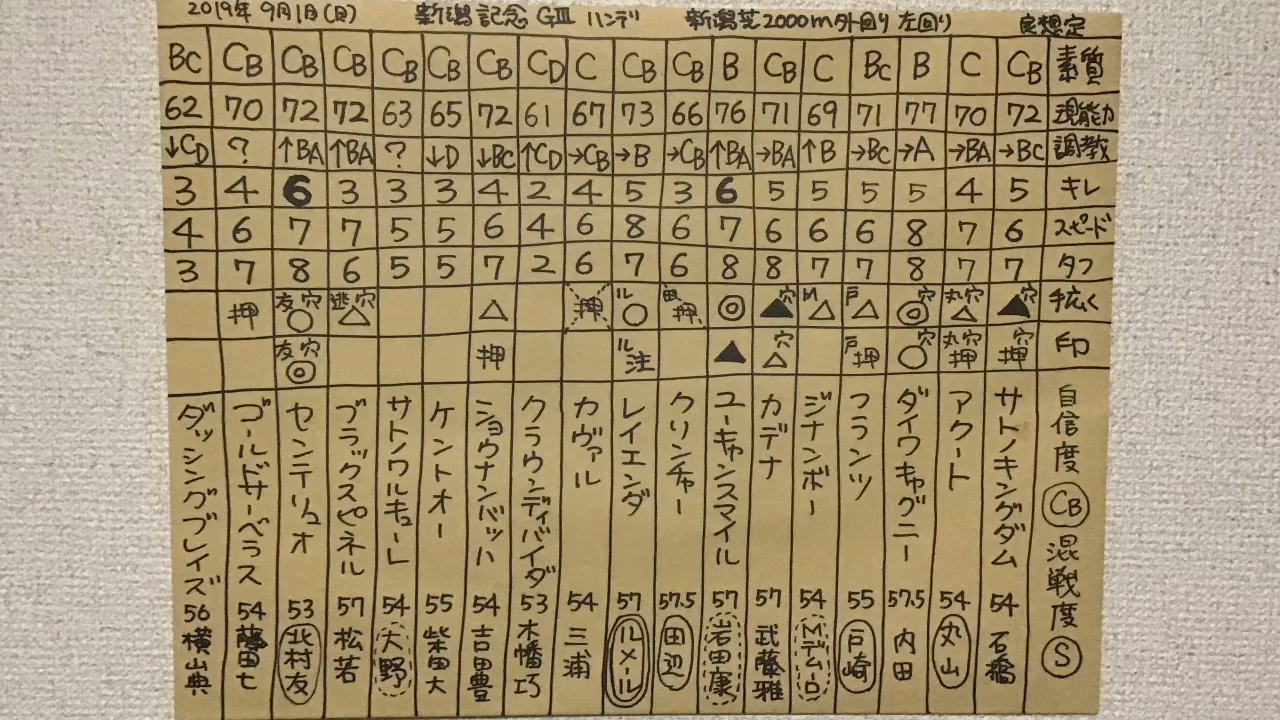 2019年 9月1日(日) 新潟記念 GⅢ ハンデ 新潟芝2000m外回り 左回り 良想定
BC CB CB CB CB CB CB CD C CB CB B CB C BC B C CB 素質
62 70 72 72 63 65 72 61 67 73 66 76 71 69 71 77 70 72 現能力
↓CD ? ↑BA ↑BA ? ↓D ↓BC ↑CD →CB →B →CB ↑BA →BA ↑B →BC →A →BA →BC 調教
3 4 6 3 3 3 4 2 4 5 3 6 5 5 5 5 4 5 キレ
4 6 7 7 5 5 6 4 6 8 6 7 6 6 6 8 7 6 スピード
3 7 8 6 5 5 7 2 6 7 6 8 8 7 7 8 7 7 タフ
押 友穴○ 逃穴△ △ 押 ル○ 田押 ◎ 穴▲ M△ 戸△ 穴◎ 丸穴△ 穴▲ 手広く
友穴◎ 押 ル注 ▲ 穴△ 戸押 穴○ 丸穴押 穴押 印
自信度 CB 混戦度 S
サトノキングダム 54 石橋
アクート 54 丸山
ダイワキャグニー 57.5 内田
フランツ 55 戸崎
ジナンボー 54 Mデムーロ
カデナ 57 武藤雅
ユーキャンスマイル 57 岩田康
クリンチャー 57.5 田辺
レイエンダ 57 ルメール
カヴァル 54 三浦
クラウンディバイダ 53 木幡巧
ショウナンバッハ 54 吉田豊
ケントオー 55 柴田大
サトノワルキューレ 54 大野
ブラックスピネル 57 松若
センテリュオ 53 北村友
ゴールドサーベラス 54 藤田七
ダッシングブレイズ 56 横山典